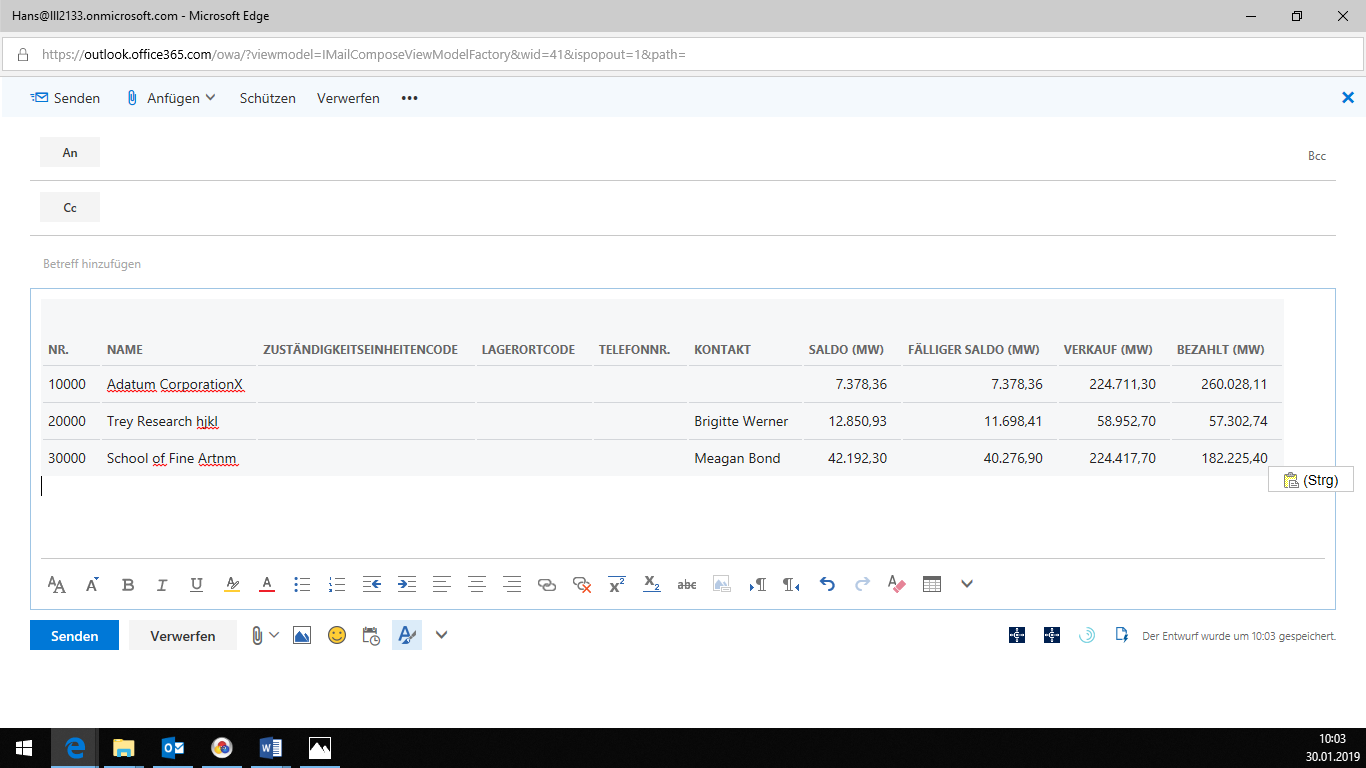 Hans@lll2133.onmicrosoft.com - Microsoft Edge
https://outlook.office365.com/owa/?viewmodel=IMailComposeViewModelFactory&wid=41&ispopout=1&path=
Senden Anfügen Schützen Verwerfen •••
An Bcc
Cc
Betreff hinzufügen
NR. NAME ZUSTÄNDIGKEITSEINHEITENCODE LAGERORTCODE TELEFONNR. KONTAKT SALDO (MW) FÄLLIGER SALDO (MW) VERKAUF (MW) BEZAHLT (MW)
10000 Adatum CorporationX 7.378,36 7.378,36 224.711,30 260.028,11
20000 Trey Research hjkl Brigitte Werner 12.850,93 11.698,41 58.952,70 57.302,74
30000 School of Fine Artnm Meagan Bond 42.192,30 40.276,90 224.417,70 182.225,40
(Strg)
Senden Verwerfen Der Entwurf wurde um 10:03 gespeichert.
10:03
30.01.2019